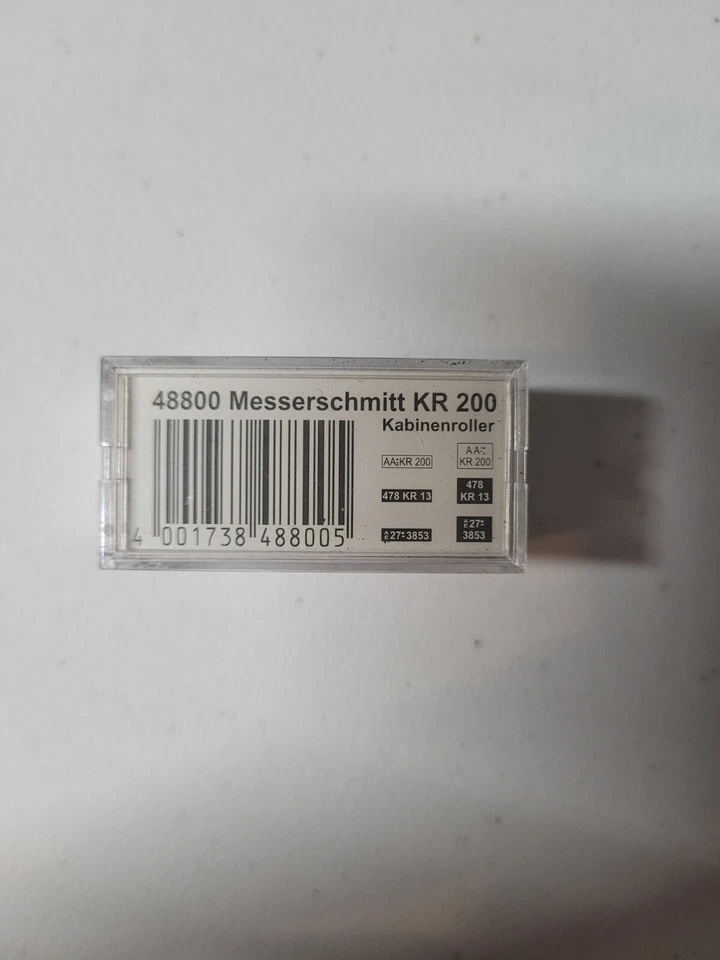 48800 Messerschmitt KR 200
Kabinenroller
AA KR 200
AA
KR 200
478 KR 13
478
KR 13
27 3853
27
3853
4 001738 488005